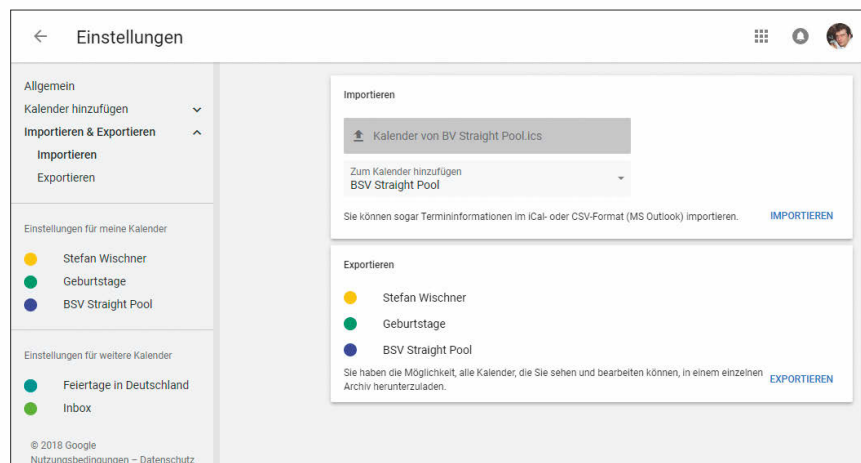 Einstellungen
Allgemein
Kalender hinzufügen
Importieren & Exportieren
Importieren
Exportieren
Einstellungen für meine Kalender
Stefan Wischner
Geburtstage
BSV Straight Pool
Einstellungen für weitere Kalender
Feiertage in Deutschland
Inbox
© 2018 Google
Nutzungsbedingungen – Datenschutz
Importieren
Kalender von BV Straight Pool.ics
Zum Kalender hinzufügen
BSV Straight Pool
Sie können sogar Termininformationen im iCal- oder CSV-Format (MS Outlook) importieren.
IMPORTIEREN
Exportieren
Stefan Wischner
Geburtstage
BSV Straight Pool
Sie haben die Möglichkeit, alle Kalender, die Sie sehen und bearbeiten können, in einem einzelnen
Archiv herunterzuladen.
EXPORTIEREN